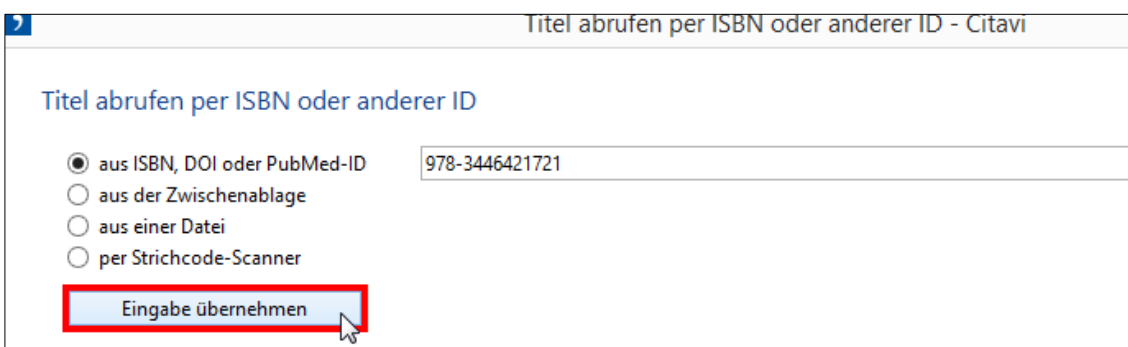 Titel abrufen per ISBN oder anderer ID - Citavi
Titel abrufen per ISBN oder anderer ID
aus ISBN, DOI oder PubMed-ID 978-3446421721
aus der Zwischenablage
aus einer Datei
per Strichcode-Scanner
Eingabe übernehmen